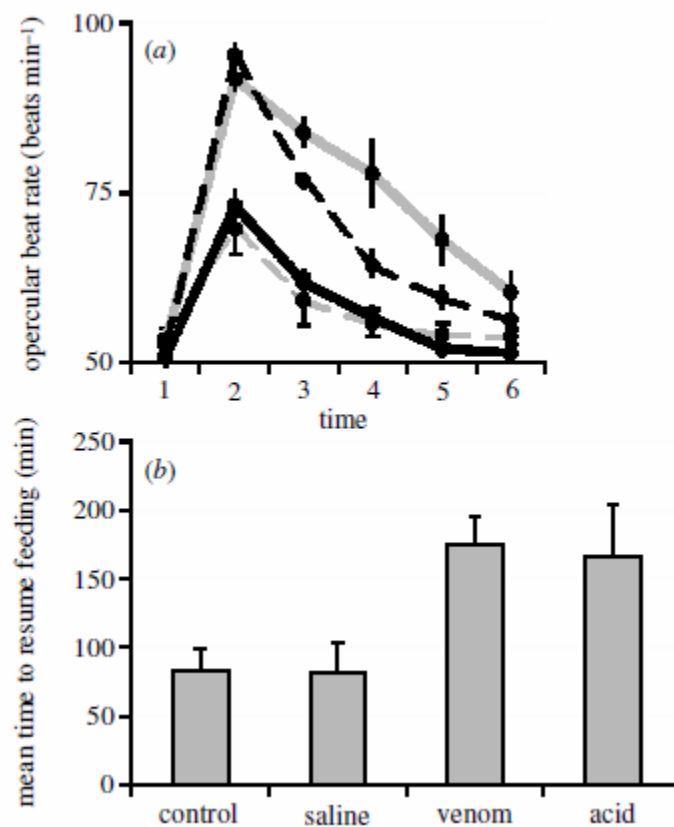 100
(a)
75
50
opercular beat rate (beats min⁻¹)
1 2 3 4 5 6
time
250
(b)
200
150
100
50
0
mean time to resume feeding (min)
control saline venom acid